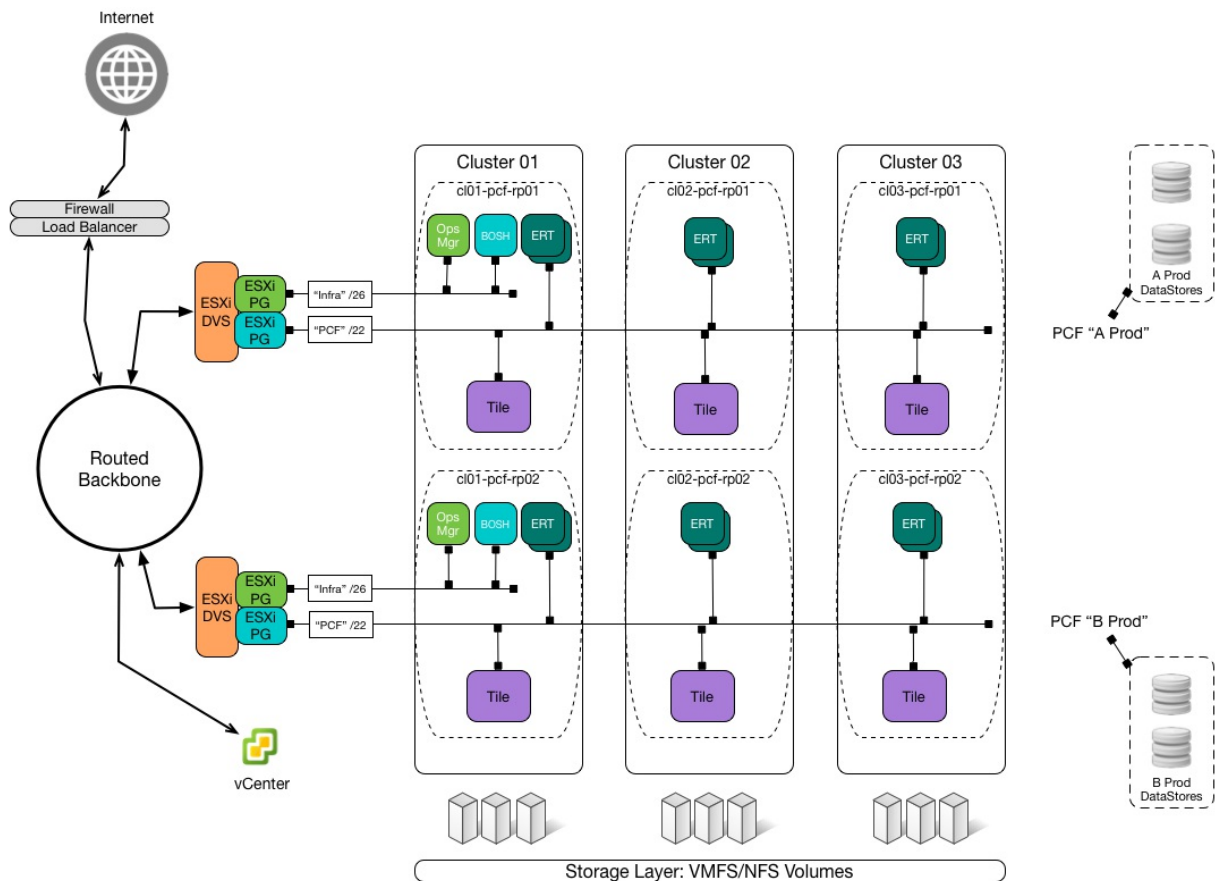 Internet
Firewall
Load Balancer
Routed
Backbone
vCenter
ESXi
DVS
ESXi
PG
ESXi
PG
"Infra" /26
"PCF" /22
ESXi
DVS
ESXi
PG
ESXi
PG
"Infra" /26
"PCF" /22
Cluster 01
cl01-pcf-rp01
Ops
Mgr
BOSH
ERT
Tile
cl01-pcf-rp02
Ops
Mgr
BOSH
ERT
Tile
Cluster 02
cl02-pcf-rp01
ERT
Tile
cl02-pcf-rp02
ERT
Tile
Cluster 03
cl03-pcf-rp01
ERT
Tile
cl03-pcf-rp02
ERT
Tile
A Prod
DataStores
PCF "A Prod"
PCF "B Prod"
B Prod
DataStores
Storage Layer: VMFS/NFS Volumes